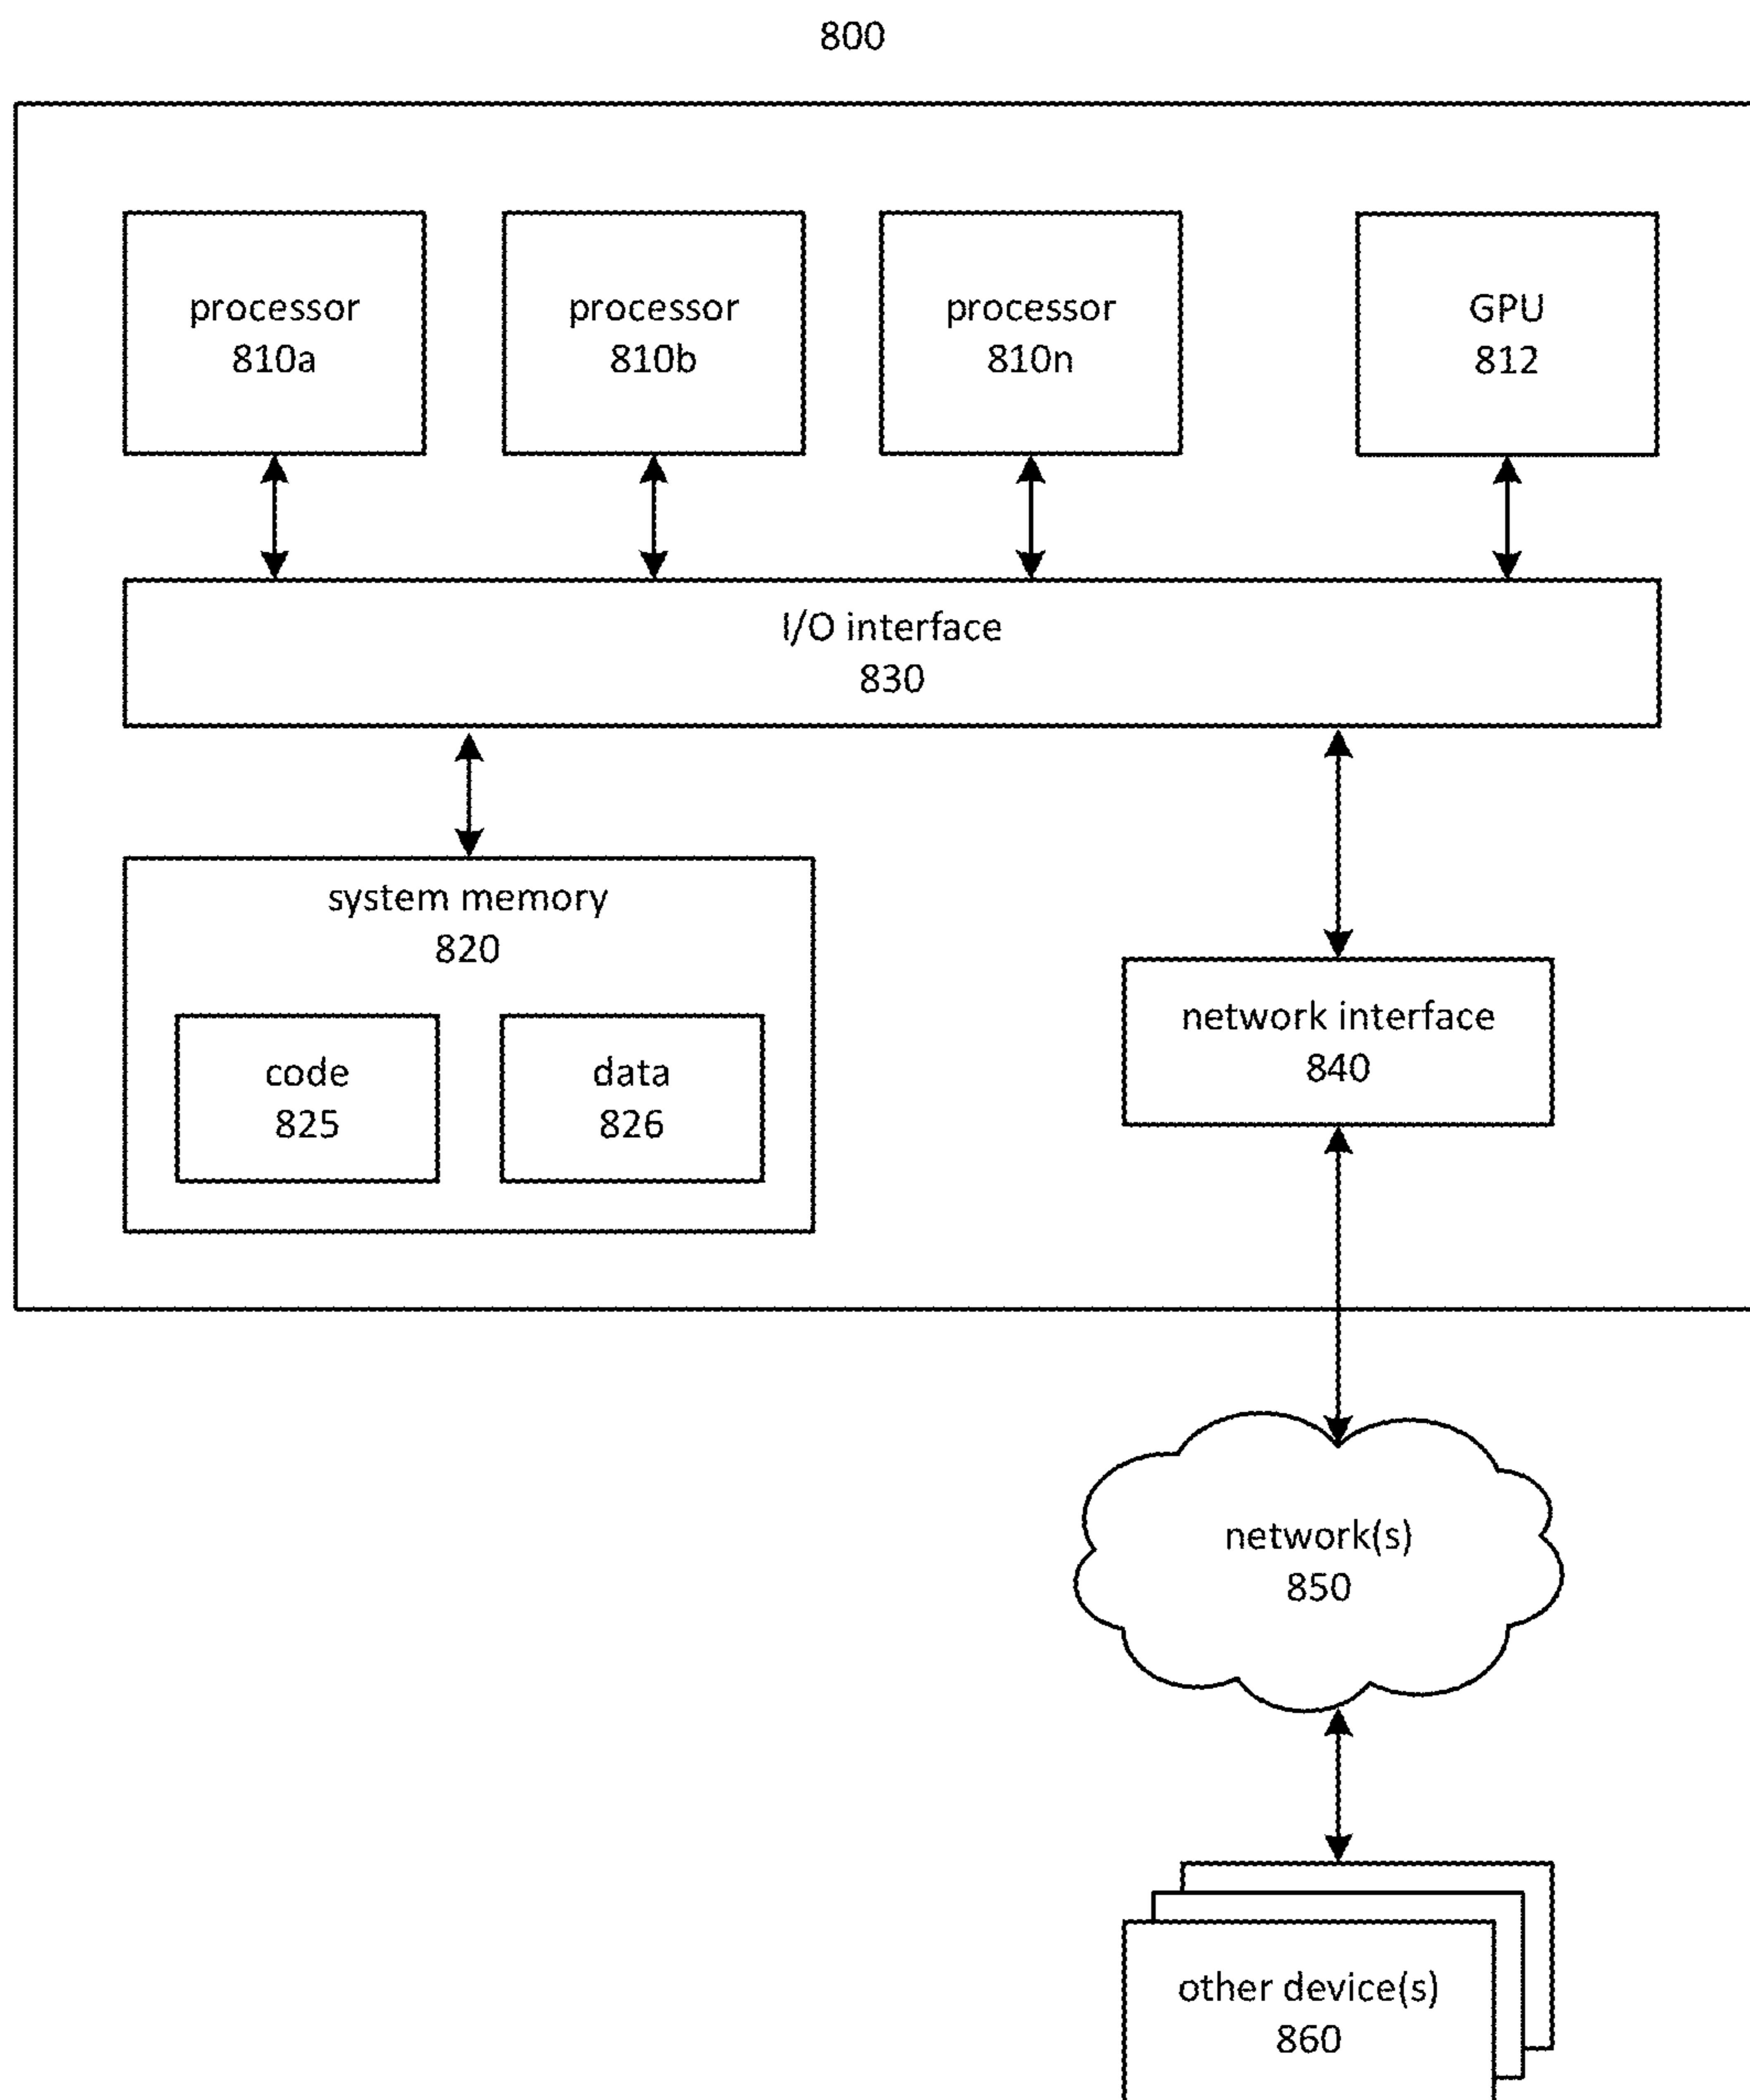 800
processor
810a
processor
810b
processor
810n
GPU
812
I/O interface
830
system memory
820
code
825
data
826
network interface
840
network(s)
850
other device(s)
860